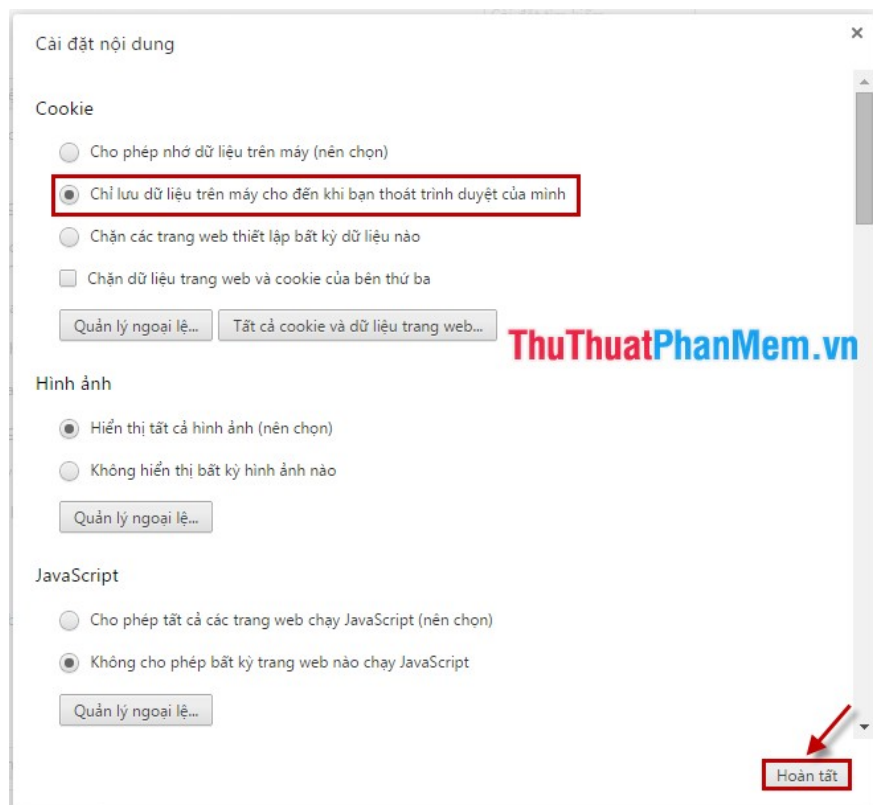 Cài đặt nội dung
Cookie
Cho phép nhớ dữ liệu trên máy (nên chọn)
Chỉ lưu dữ liệu trên máy cho đến khi bạn thoát trình duyệt của mình
Chặn các trang web thiết lập bất kỳ dữ liệu nào
Chặn dữ liệu trang web và cookie của bên thứ ba
Quản lý ngoại lệ... Tất cả cookie và dữ liệu trang web...
ThuThuatPhanMem.vn
Hình ảnh
Hiển thị tất cả hình ảnh (nên chọn)
Không hiển thị bất kỳ hình ảnh nào
Quản lý ngoại lệ...
JavaScript
Cho phép tất cả các trang web chạy JavaScript (nên chọn)
Không cho phép bất kỳ trang web nào chạy JavaScript
Quản lý ngoại lệ...
Hoàn tất